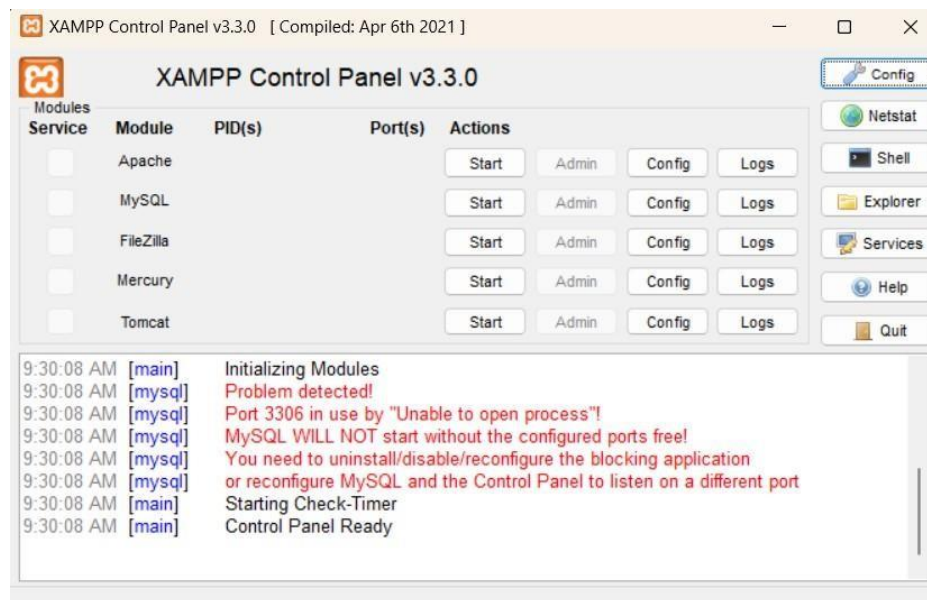 XAMPP Control Panel v3.3.0 [ Compiled: Apr 6th 2021 ]
XAMPP Control Panel v3.3.0
Config
Modules
Service Module PID(s) Port(s) Actions
Netstat
Apache Start Admin Config Logs
Shell
MySQL Start Admin Config Logs
Explorer
FileZilla Start Admin Config Logs
Services
Mercury Start Admin Config Logs
Help
Tomcat Start Admin Config Logs
Quit
9:30:08 AM [main] Initializing Modules
9:30:08 AM [mysql] Problem detected!
9:30:08 AM [mysql] Port 3306 in use by "Unable to open process"!
9:30:08 AM [mysql] MySQL WILL NOT start without the configured ports free!
9:30:08 AM [mysql] You need to uninstall/disable/reconfigure the blocking application
9:30:08 AM [mysql] or reconfigure MySQL and the Control Panel to listen on a different port
9:30:08 AM [main] Starting Check-Timer
9:30:08 AM [main] Control Panel Ready